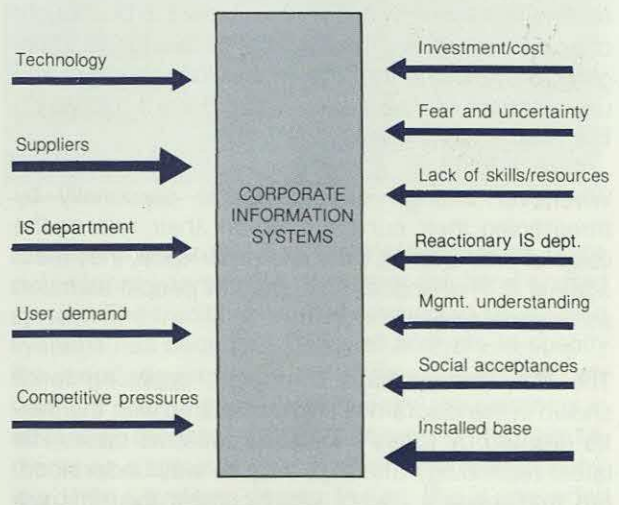 Technology
Suppliers
IS department
User demand
Competitive pressures
CORPORATE
INFORMATION
SYSTEMS
Investment/cost
Fear and uncertainty
Lack of skills/resources
Reactionary IS dept.
Mgmt. understanding
Social acceptances
Installed base